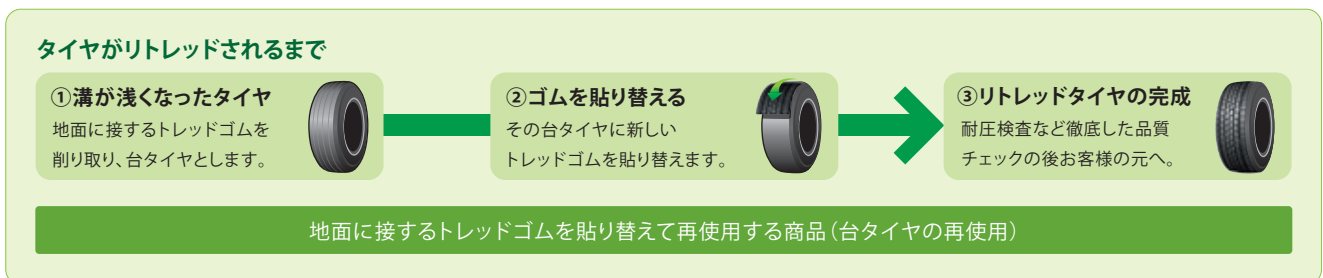 タイヤがリトレッドされるまで
①溝が浅くなったタイヤ
地面に接するトレッドゴムを
削り取り、台タイヤとします。
②ゴムを貼り替える
その台タイヤに新しい
トレッドゴムを貼り替えます。
③リトレッドタイヤの完成
耐圧検査など徹底した品質
チェックの後お客様の元へ。
地面に接するトレッドゴムを貼り替えて再使用する商品（台タイヤの再使用）